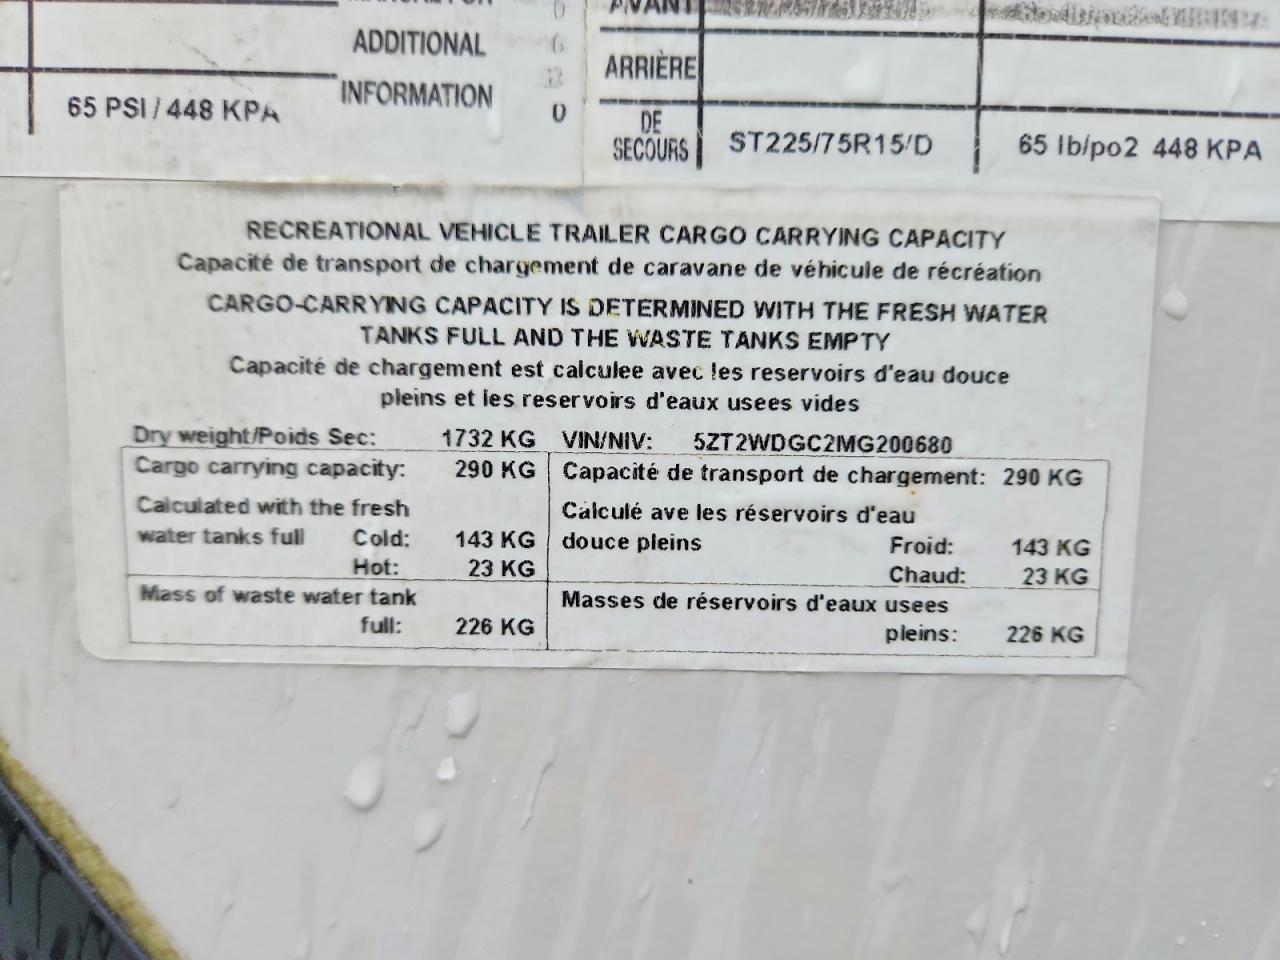 ADDITIONAL
INFORMATION
65 PSI / 448 KPA
0
AVANT
ARRIÈRE
DE
SECOURS
ST225/75R15/D
65 lb/po2 448 KPA
RECREATIONAL VEHICLE TRAILER CARGO CARRYING CAPACITY
Capacité de transport de chargement de caravane de véhicule de récréation
CARGO-CARRYING CAPACITY IS DETERMINED WITH THE FRESH WATER
TANKS FULL AND THE WASTE TANKS EMPTY
Capacité de chargement est calculee avec les reservoirs d'eau douce
pleins et les reservoirs d'eaux usees vides
Dry weight/Poids Sec: 1732 KG VIN/NIV: 5ZT2WDGC2MG200680
Cargo carrying capacity: 290 KG Capacité de transport de chargement: 290 KG
Calculated with the fresh Calculé ave les réservoirs d'eau
water tanks full Cold: 143 KG douce pleins Froid: 143 KG
Hot: 23 KG Chaud: 23 KG
Mass of waste water tank Masses de réservoirs d'eaux usees
full: 226 KG pleins: 226 KG